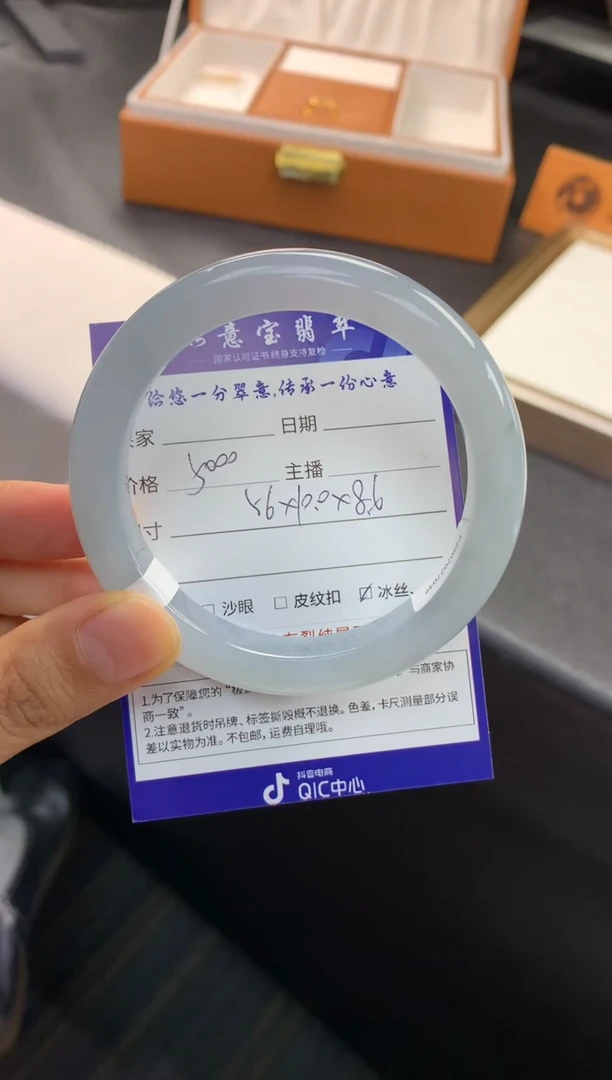 意宝翡翠
国家认可证书 终身支持复检
给您一分翠意,传承一份心意
家 日期
价格 5000 主播
寸
沙眼 □ 皮纹扣 ☑ 冰丝、
1.为了保障您的“极
与商家协
商一致”。
2.注意退货时吊牌、标签撕毁概不退换。色差,卡尺测量部分误
差以实物为准。不包邮,运费自理哦。
抖音电商
QIC中心